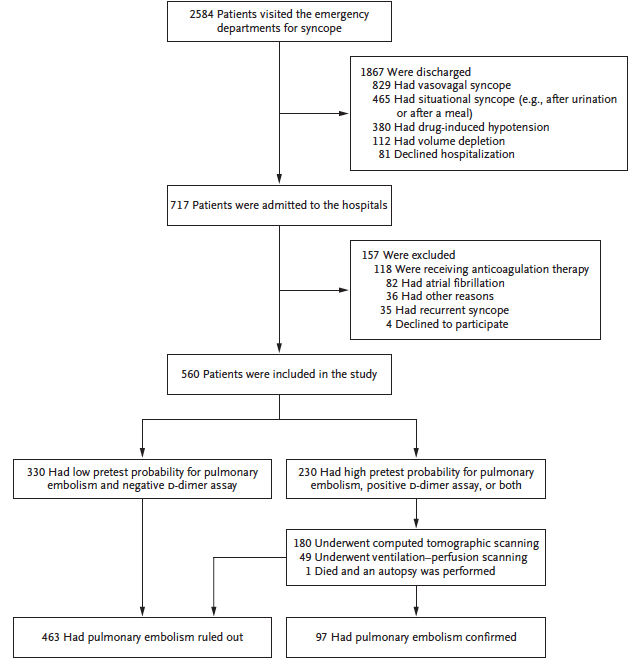 2584 Patients visited the emergency
departments for syncope
1867 Were discharged
829 Had vasovagal syncope
465 Had situational syncope (e.g., after urination
or after a meal)
380 Had drug-induced hypotension
112 Had volume depletion
81 Declined hospitalization
717 Patients were admitted to the hospitals
157 Were excluded
118 Were receiving anticoagulation therapy
82 Had atrial fibrillation
36 Had other reasons
35 Had recurrent syncope
4 Declined to participate
560 Patients were included in the study
330 Had low pretest probability for pulmonary
embolism and negative D-dimer assay
230 Had high pretest probability for pulmonary
embolism, positive D-dimer assay, or both
180 Underwent computed tomographic scanning
49 Underwent ventilation–perfusion scanning
1 Died and an autopsy was performed
463 Had pulmonary embolism ruled out
97 Had pulmonary embolism confirmed